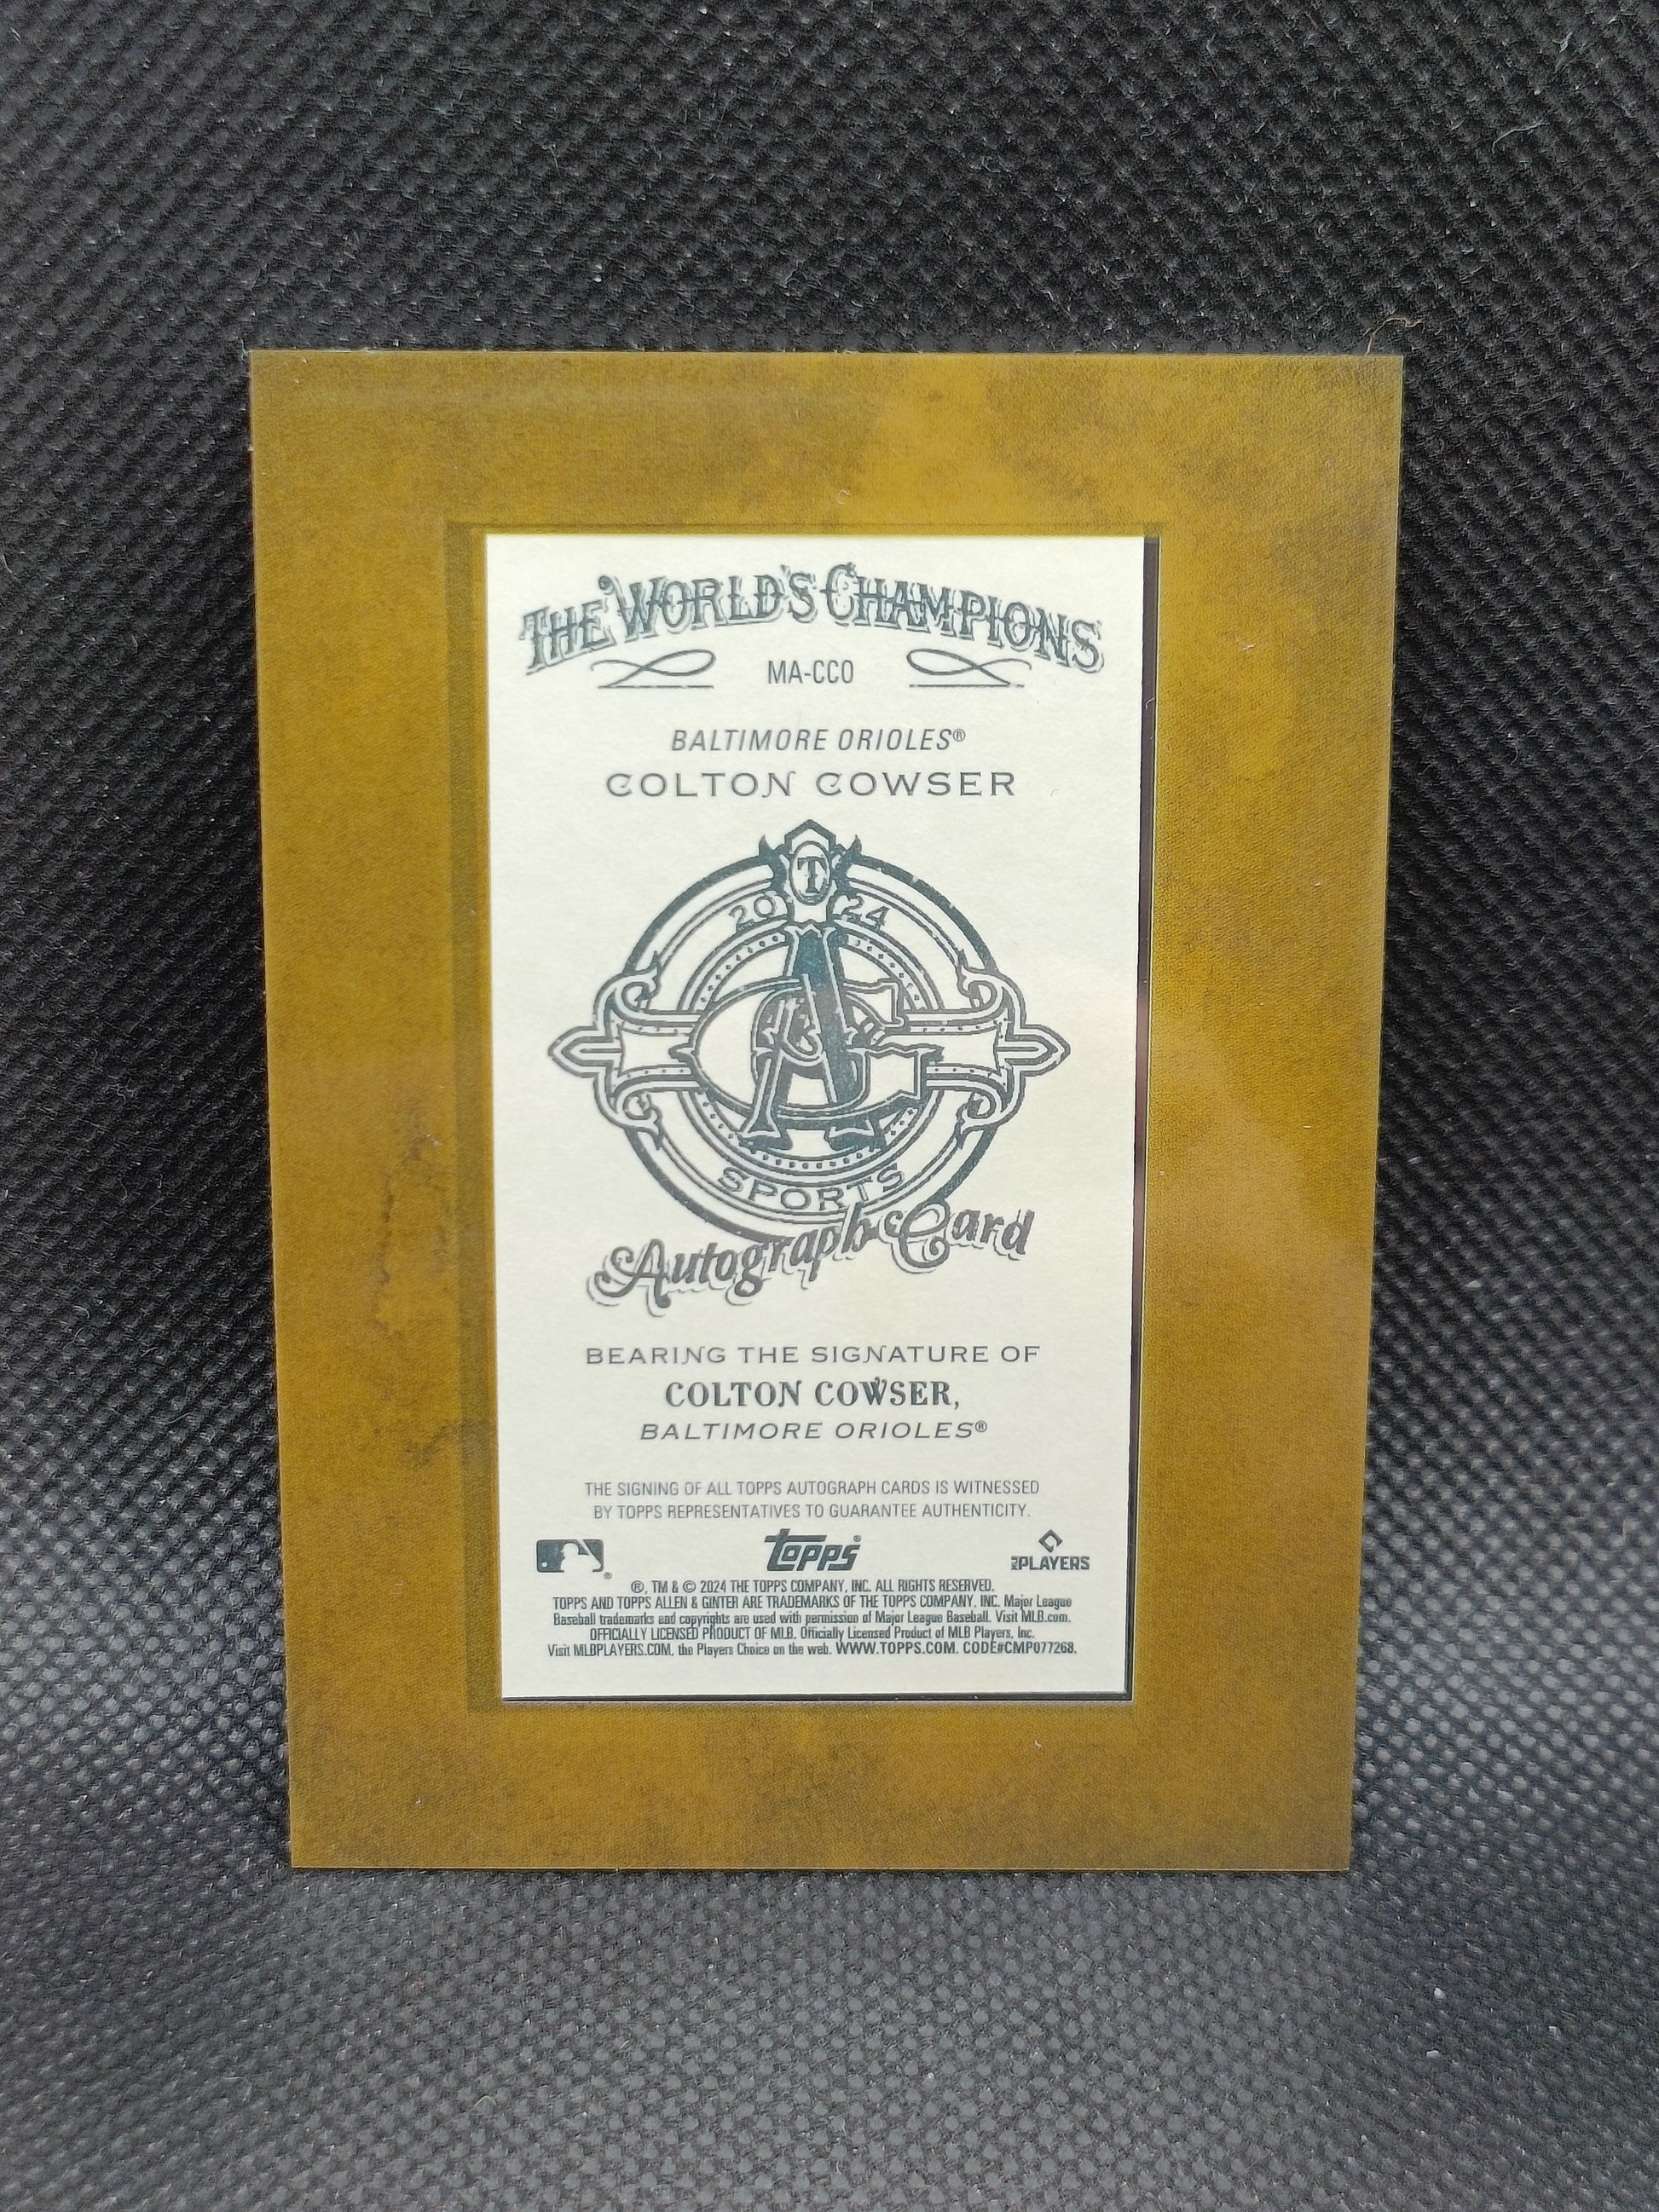 THE WORLD'S CHAMPIONS
MA-CCO
BALTIMORE ORIOLES®
COLTON COWSER
T
2024
AG
SPORTS
Autograph Card
BEARING THE SIGNATURE OF
COLTON COWSER,
BALTIMORE ORIOLES®
THE SIGNING OF ALL TOPPS AUTOGRAPH CARDS IS WITNESSED
BY TOPPS REPRESENTATIVES TO GUARANTEE AUTHENTICITY.
® topps® MLB PLAYERS
®, TM & © 2024 THE TOPPS COMPANY, INC. ALL RIGHTS RESERVED.
TOPPS AND TOPPS ALLEN & GINTER ARE TRADEMARKS OF THE TOPPS COMPANY, INC. Major League
Baseball trademarks and copyrights are used with permission of Major League Baseball. Visit MLB.com.
OFFICIALLY LICENSED PRODUCT OF MLB. Officially Licensed Product of MLB Players, Inc.
Visit MLBPLAYERS.COM, the Players Choice on the web. WWW.TOPPS.COM. CODE#CMP077268.